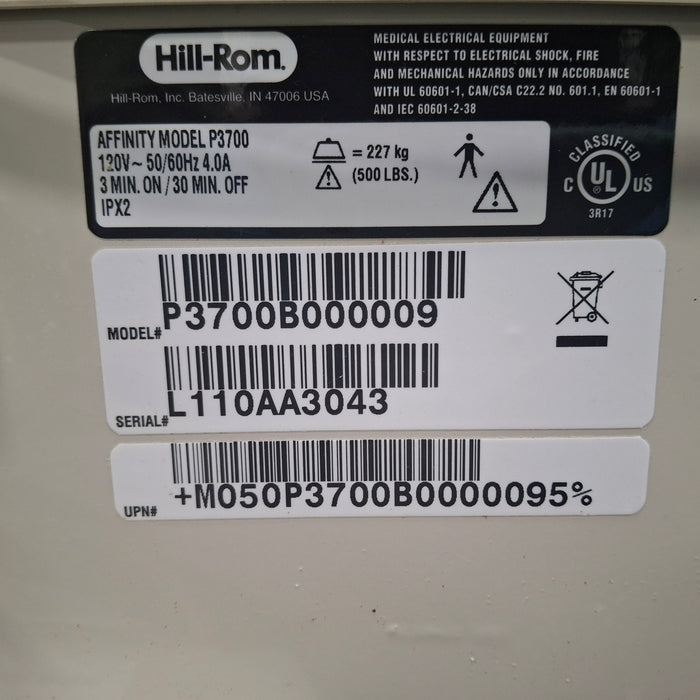 Hill-Rom.
Hill-Rom, Inc. Batesville, IN 47006 USA
MEDICAL ELECTRICAL EQUIPMENT
WITH RESPECT TO ELECTRICAL SHOCK, FIRE
AND MECHANICAL HAZARDS ONLY IN ACCORDANCE
WITH UL 60601-1, CAN/CSA C22.2 NO. 601.1, EN 60601-1
AND IEC 60601-2-38
AFFINITY MODEL P3700
120V~ 50/60Hz 4.0A
3 MIN. ON / 30 MIN. OFF
IPX2
= 227 kg
(500 LBS.)
CLASSIFIED
C UL ® US
3R17
MODEL# P3700B000009
SERIAL# L110AA3043
UPN# +M050P3700B0000095%